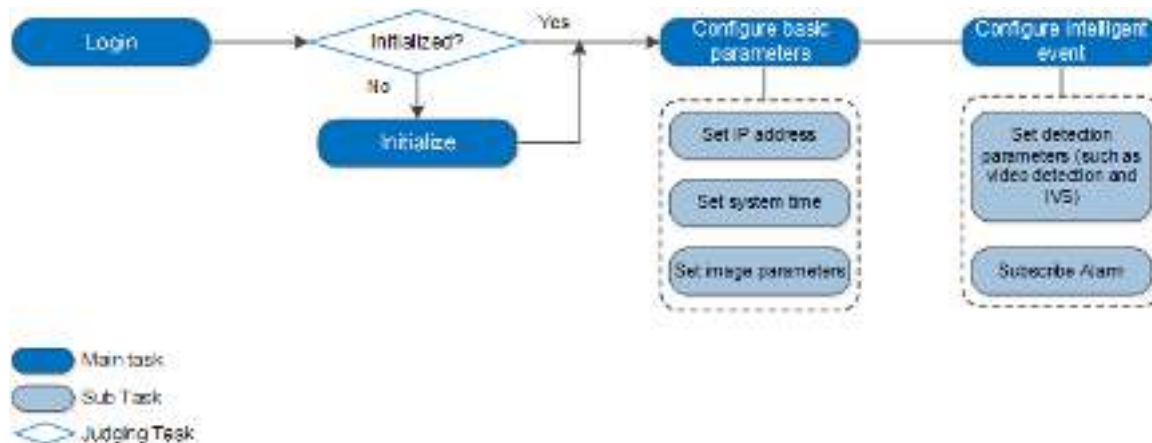 Login
Initialized?
Yes
No
Initialize
Configure basic
parameters
Configure intelligent
event
Set IP address
Set system time
Set image parameters
Set detection
parameters (such as
video detection and
IVS)
Subscribe Alarm
Main task
Sub Task
Judging Task